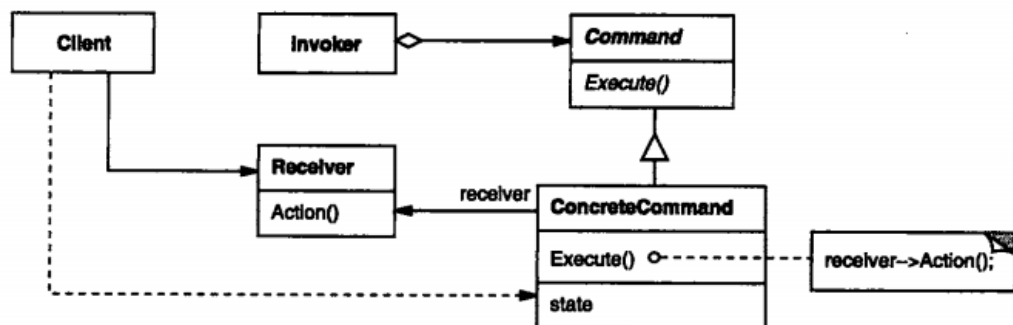 Client
Invoker
Command
Execute()
Receiver
Action()
receiver
ConcreteCommand
Execute()
receiver->Action();
state